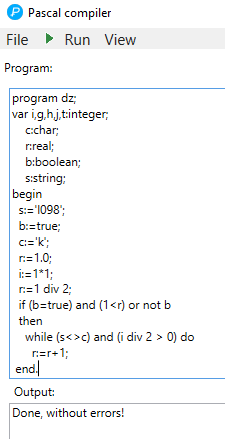 Pascal compiler
File Run View
Program:
program dz;
var i,g,h,j,t:integer;
c:char;
r:real;
b:boolean;
s:string;
begin
s:='l098';
b:=true;
c:='k';
r:=1.0;
i:=1*1;
r:=1 div 2;
if (b=true) and (1<r) or not b
then
while (s<>c) and (i div 2 > 0) do
r:=r+1;
end.
Output:
Done, without errors!